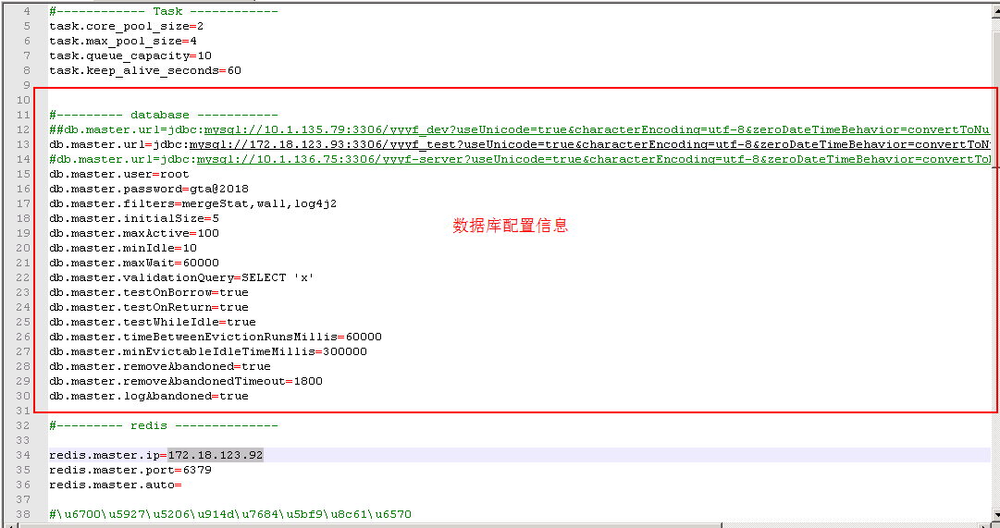 4 #------------ Task ------------
5 task.core_pool_size=2
6 task.max_pool_size=4
7 task.queue_capacity=10
8 task.keep_alive_seconds=60
9
10
11 #--------- database -----------
12 ##db.master.url=jdbc:mysql://10.1.135.79:3306/yyyf_dev?useUnicode=true&characterEncoding=utf-8&zeroDateTimeBehavior=convertToNu
13 db.master.url=jdbc:mysql://172.18.123.93:3306/yyyf_test?useUnicode=true&characterEncoding=utf-8&zeroDateTimeBehavior=convertToNu
14 #db.master.url=jdbc:mysql://10.1.136.75:3306/yyyf-server?useUnicode=true&characterEncoding=utf-8&zeroDateTimeBehavior=convertTo
15 db.master.user=root
16 db.master.password=gta@2018
17 db.master.filters=mergeStat,wall,log4j2
18 db.master.initialSize=5
数据库配置信息
19 db.master.maxActive=100
20 db.master.minIdle=10
21 db.master.maxWait=60000
22 db.master.validationQuery=SELECT 'x'
23 db.master.testOnBorrow=true
24 db.master.testOnReturn=true
25 db.master.testWhileIdle=true
26 db.master.timeBetweenEvictionRunsMillis=60000
27 db.master.minEvictableIdleTimeMillis=300000
28 db.master.removeAbandoned=true
29 db.master.removeAbandonedTimeout=1800
30 db.master.logAbandoned=true
31
32 #---------- redis --------------
33
34 redis.master.ip=172.18.123.92
35 redis.master.port=6379
36 redis.master.auto=
37
38 #\u6700\u5927\u5206\u914d\u7684\u5bf9\u8c61\u6570